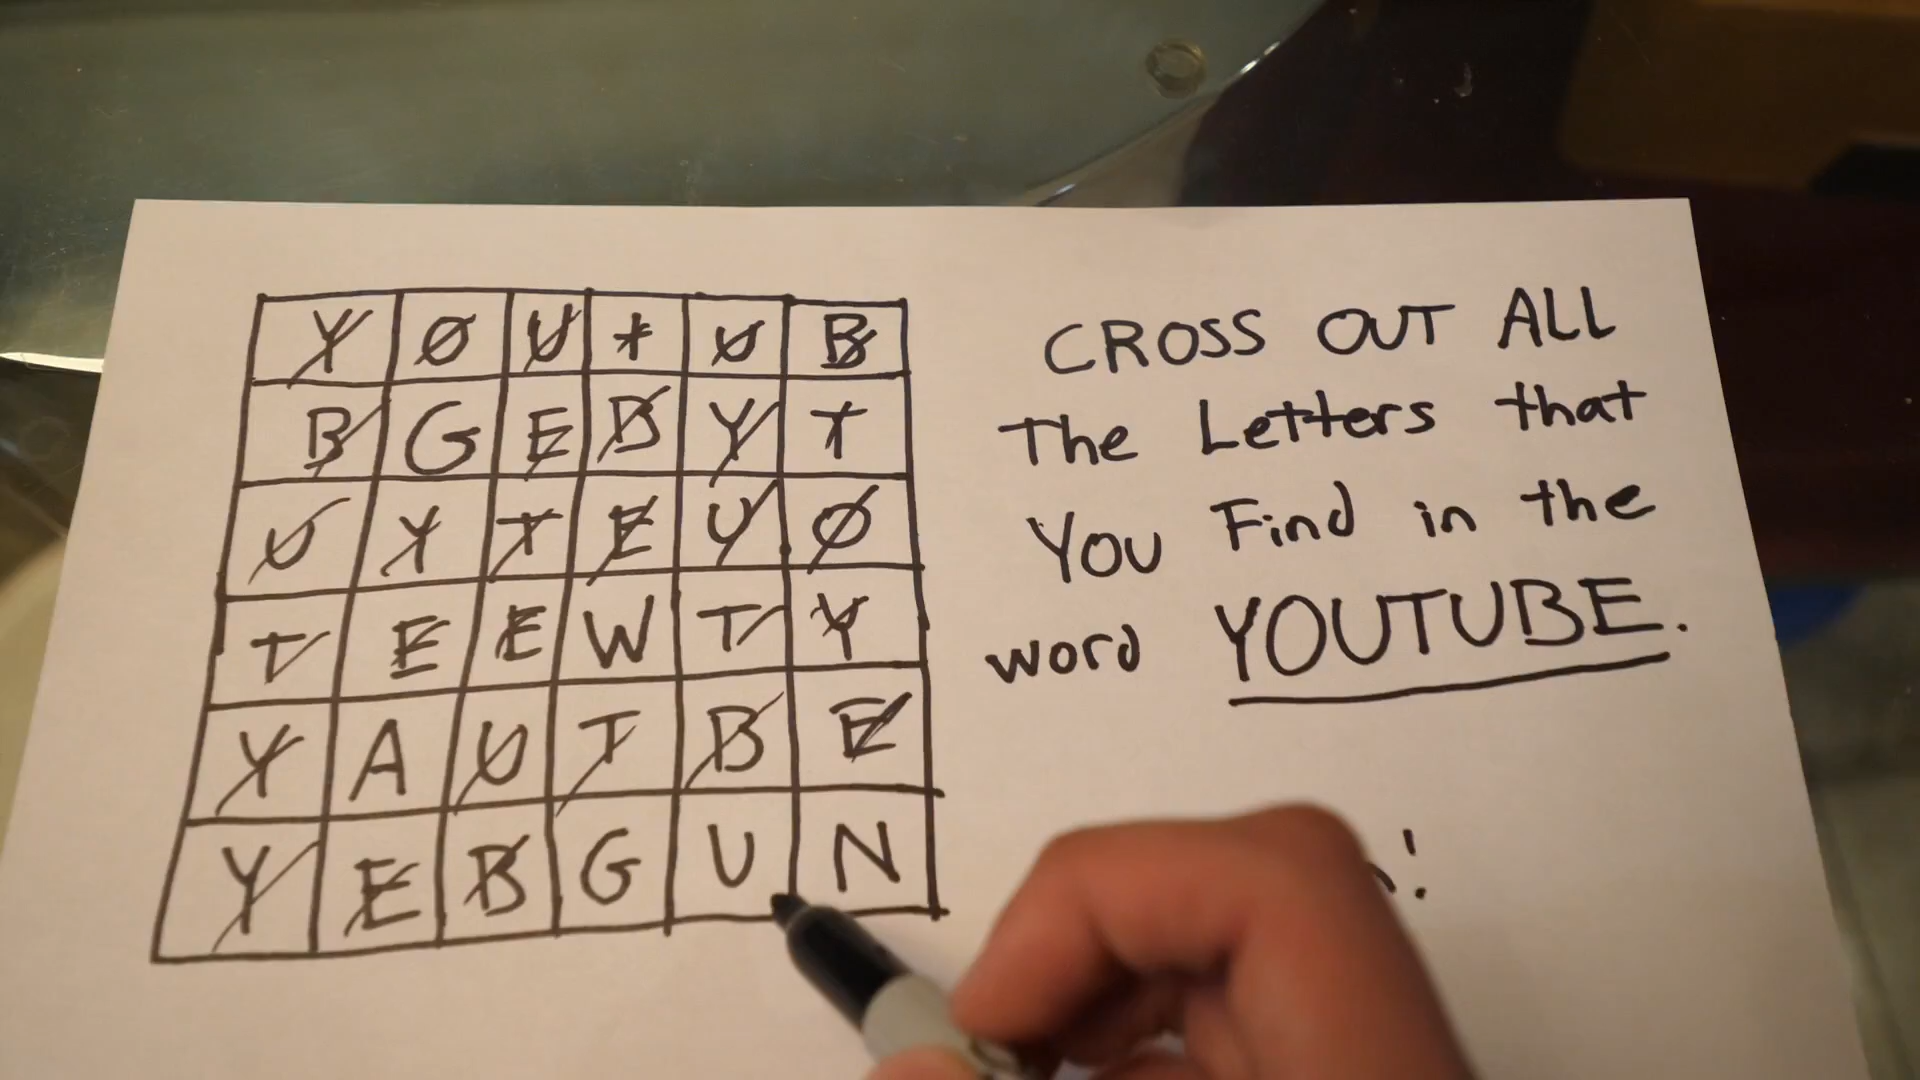 Y O U T U B
B G E B Y T
U Y T E U O
T E E W T Y
Y A U T B E
Y E B G U N
CROSS OUT ALL
The Letters that
You Find in the
word YOUTUBE.
!